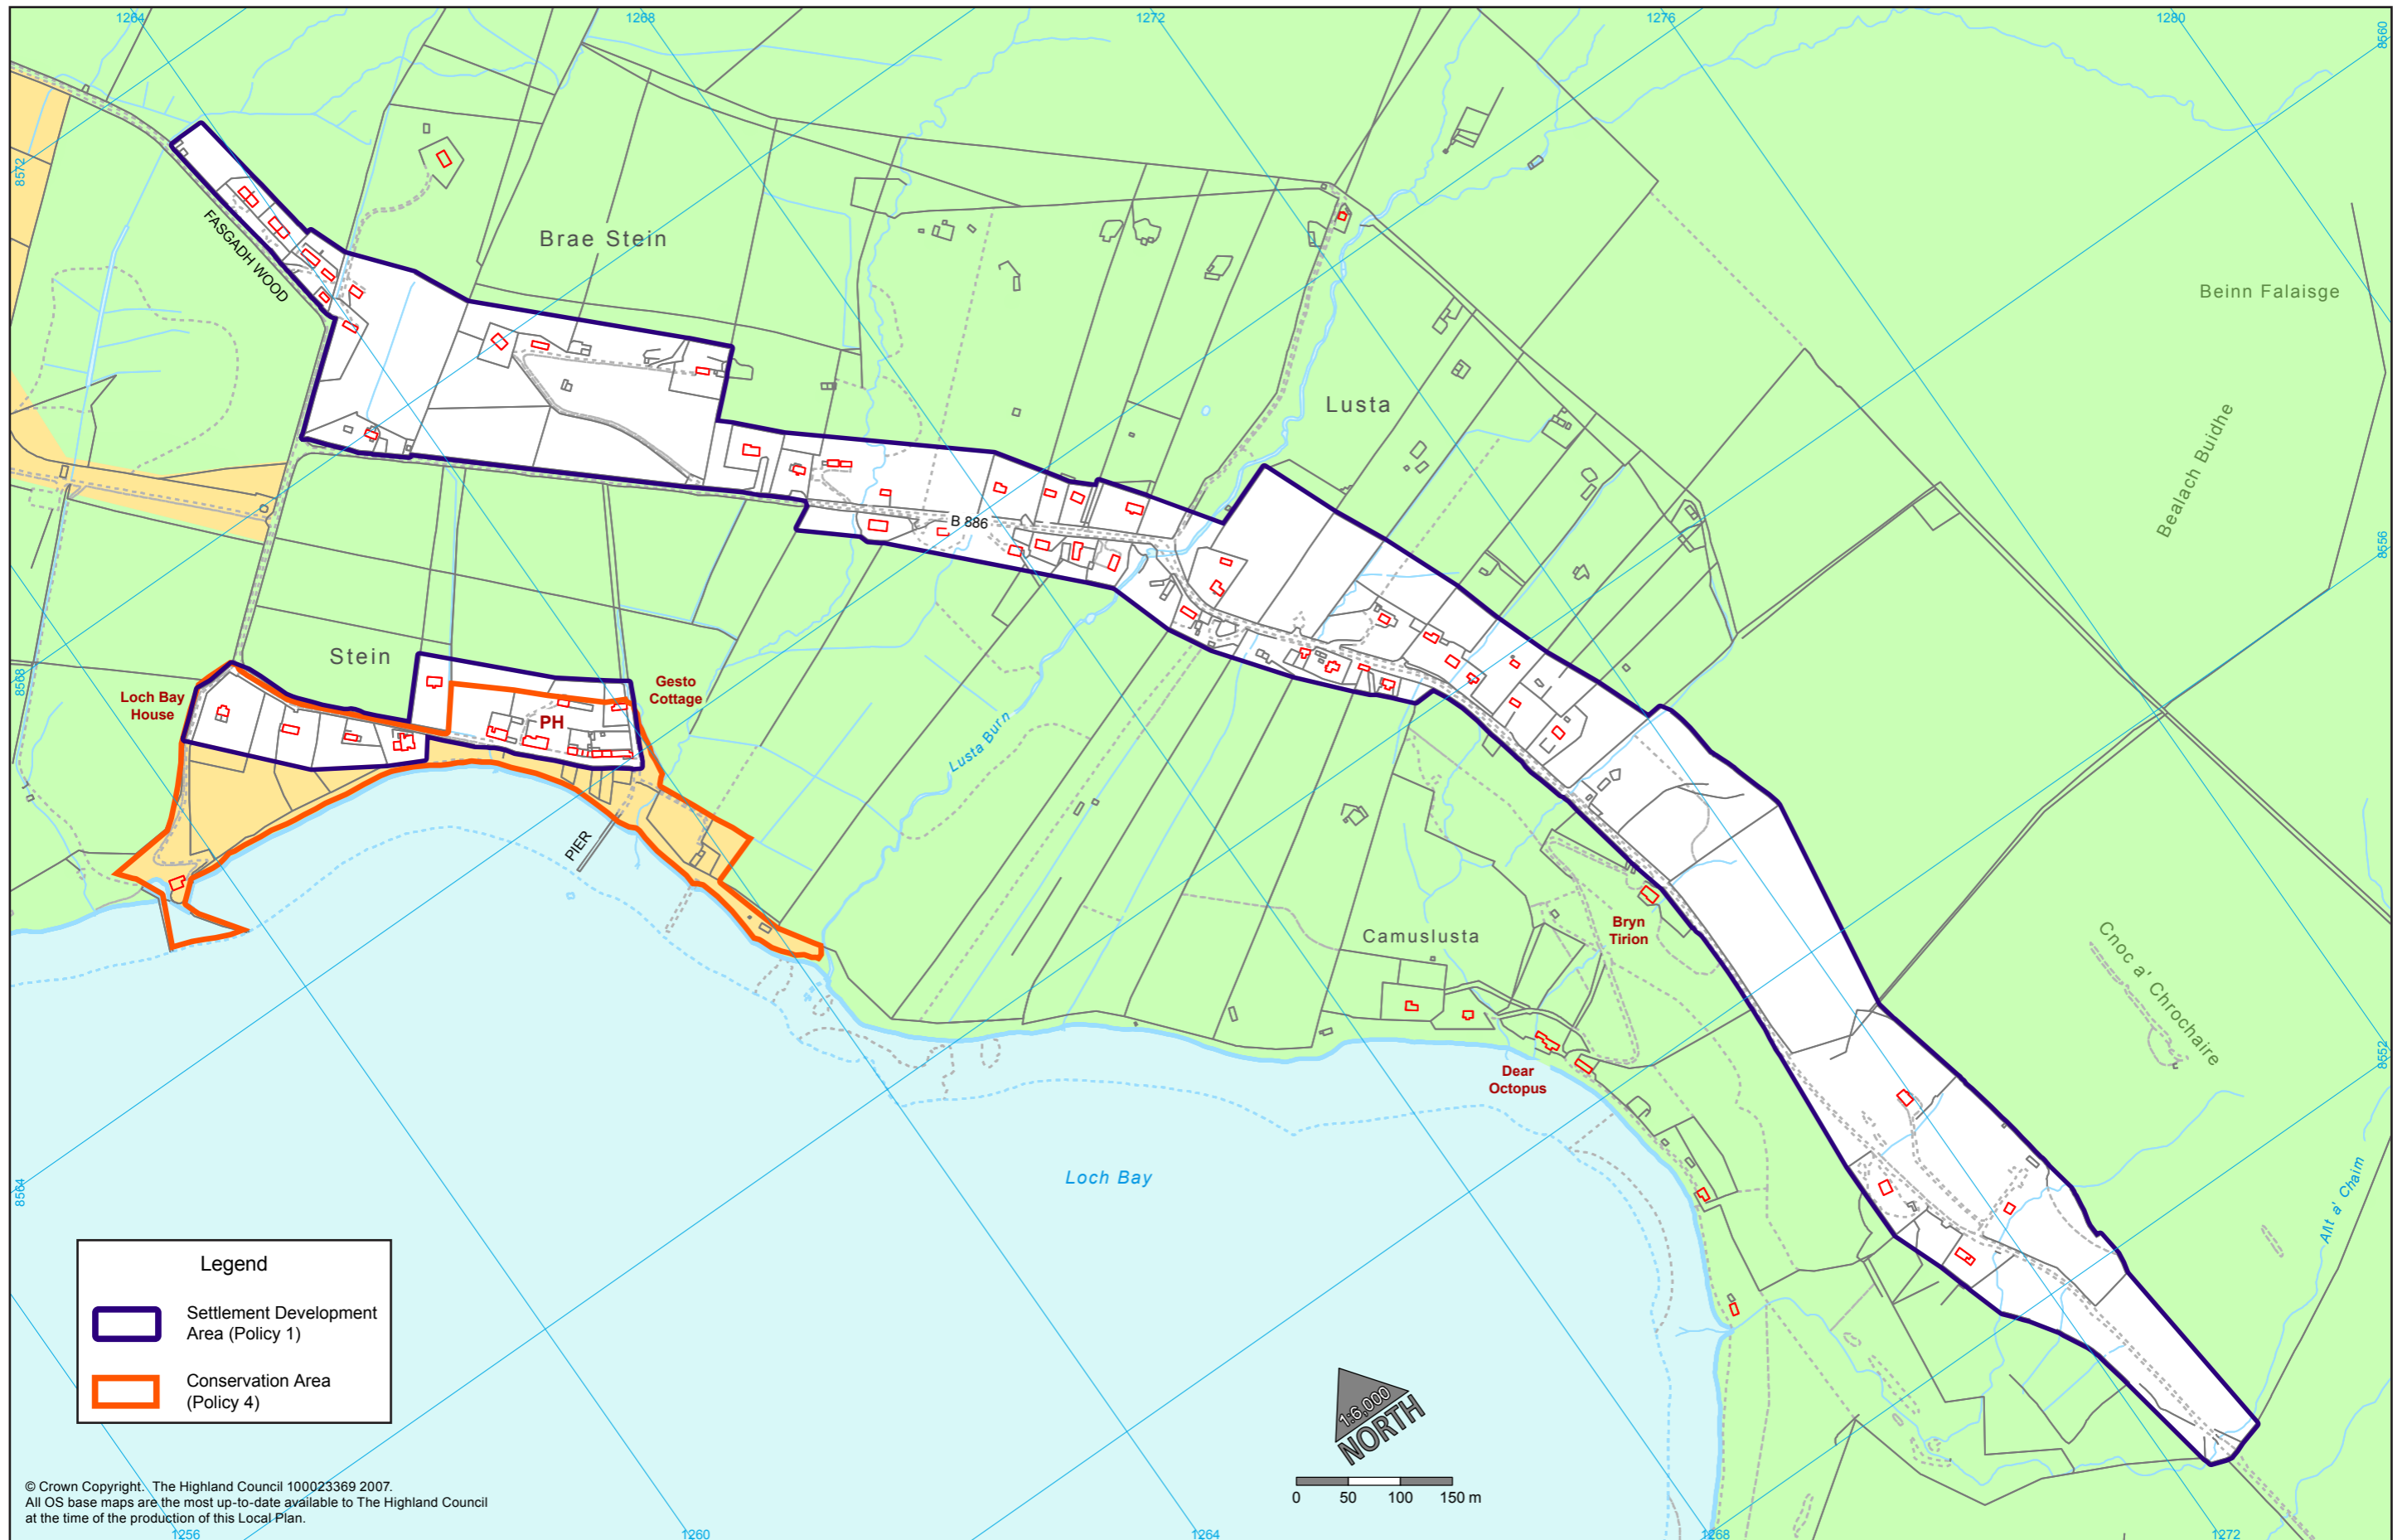 1264
1268
1272
1276
1280
8560
8572
FASGADH WOOD
Brae Stein
Beinn Falaisge
Lusta
Bealach Buidhe
B 886
8556
Stein
8568
Loch Bay
House
Gesto
Cottage
PH
Lusta Burn
PIER
Camuslusta
Bryn
Tirion
Cnoc a' Chrochaire
8552
Dear
Octopus
Loch Bay
8564
Allt a' Chaim
Legend
Settlement Development
Area (Policy 1)
Conservation Area
(Policy 4)
1:6,000
NORTH
0 50 100 150 m
© Crown Copyright. The Highland Council 100023369 2007.
All OS base maps are the most up-to-date available to The Highland Council
at the time of the production of this Local Plan.
1256
1260
1264
1268
1272